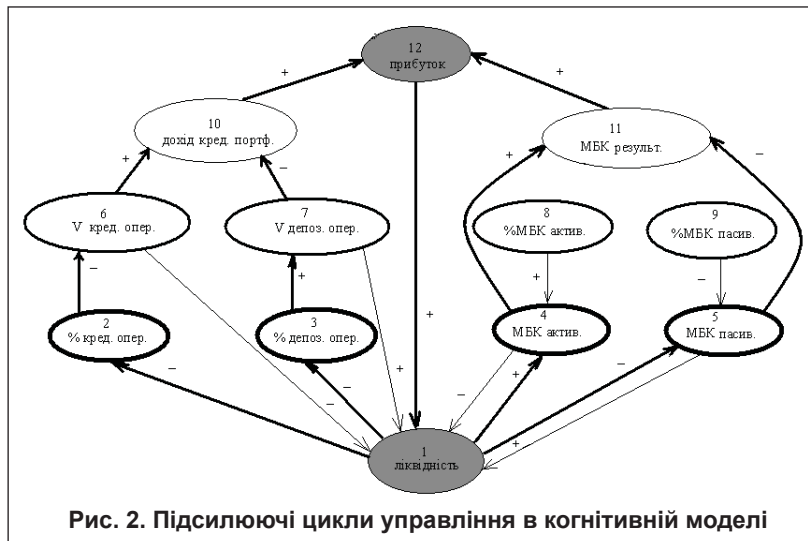 12
прибуток
+
+
10
дохід кред. портф.
11
МБК результ.
+
–
+
–
6
V кред. опер.
7
V депоз. опер.
8
%МБК актив.
9
%МБК пасив.
–
+
+
–
2
% кред. опер.
3
% депоз. опер.
4
МБК актив.
5
МБК пасив.
+
+
–
–
–
–
+
–
+
1
ліквідність
Рис. 2. Підсилюючі цикли управління в когнітивній моделі